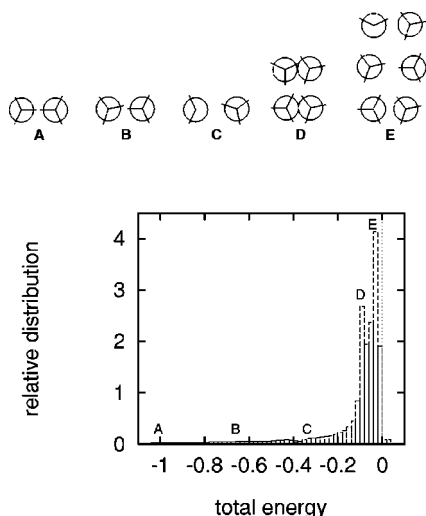 A B C D E
E
4
D
3
2
1
A B C
0
-1 -0.8 -0.6 -0.4 -0.2 0
relative distribution
total energy